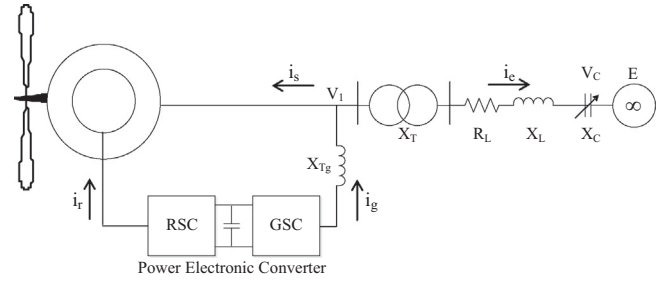 i_s
i_e
V_C
E
V_1
∞
X_T
R_L
X_L
X_C
X_Tg
i_r
RSC
GSC
i_g
Power Electronic Converter